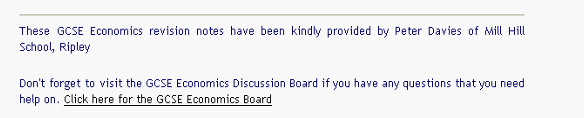 These GCSE Economics revision notes have been kindly provided by Peter Davies of Mill Hill
School, Ripley
Don't forget to visit the GCSE Economics Discussion Board if you have any questions that you need
help on. Click here for the GCSE Economics Board